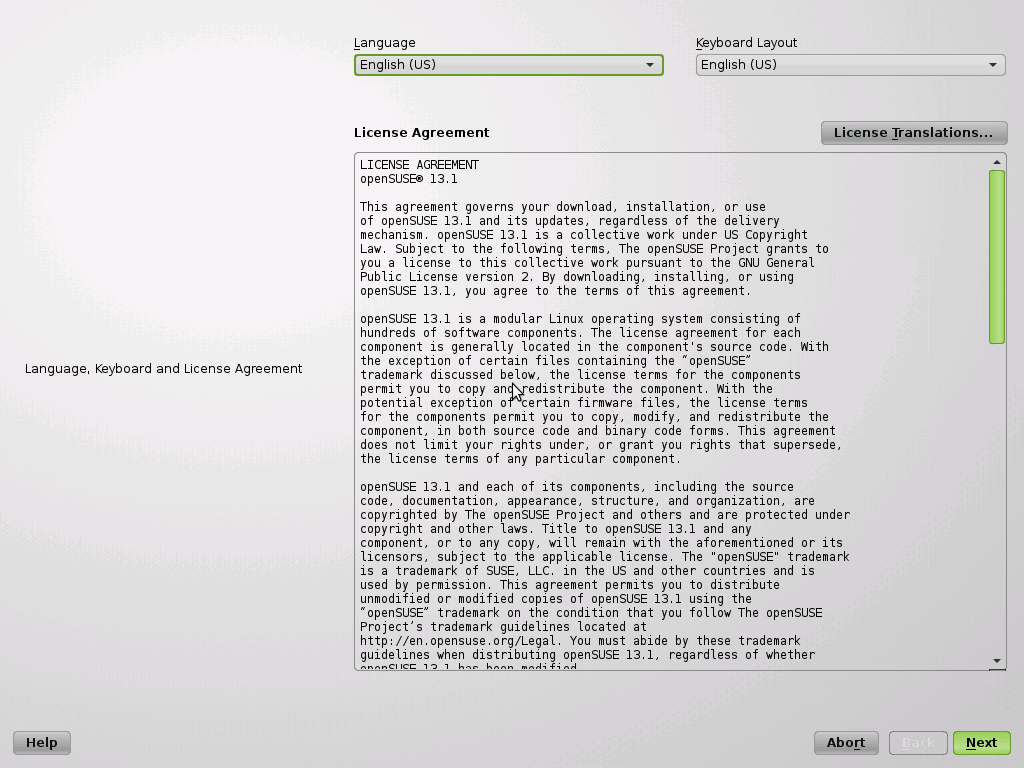 Language
Keyboard Layout
English (US)
English (US)
License Agreement
License Translations...
LICENSE AGREEMENT
openSUSE® 13.1
This agreement governs your download, installation, or use
of openSUSE 13.1 and its updates, regardless of the delivery
mechanism. openSUSE 13.1 is a collective work under US Copyright
Law. Subject to the following terms, The openSUSE Project grants to
you a license to this collective work pursuant to the GNU General
Public License version 2. By downloading, installing, or using
openSUSE 13.1, you agree to the terms of this agreement.
openSUSE 13.1 is a modular Linux operating system consisting of
hundreds of software components. The license agreement for each
component is generally located in the component's source code. With
the exception of certain files containing the “openSUSE”
trademark discussed below, the license terms for the components
permit you to copy and redistribute the component. With the
potential exception of certain firmware files, the license terms
for the components permit you to copy, modify, and redistribute the
component, in both source code and binary code forms. This agreement
does not limit your rights under, or grant you rights that supersede,
the license terms of any particular component.
Language, Keyboard and License Agreement
openSUSE 13.1 and each of its components, including the source
code, documentation, appearance, structure, and organization, are
copyrighted by The openSUSE Project and others and are protected under
copyright and other laws. Title to openSUSE 13.1 and any
component, or to any copy, will remain with the aforementioned or its
licensors, subject to the applicable license. The "openSUSE" trademark
is a trademark of SUSE, LLC. in the US and other countries and is
used by permission. This agreement permits you to distribute
unmodified or modified copies of openSUSE 13.1 using the
“openSUSE” trademark on the condition that you follow The openSUSE
Project’s trademark guidelines located at
http://en.opensuse.org/Legal. You must abide by these trademark
guidelines when distributing openSUSE 13.1, regardless of whether
openSUSE 13.1 has been modified.
Help
Abort
Back
Next